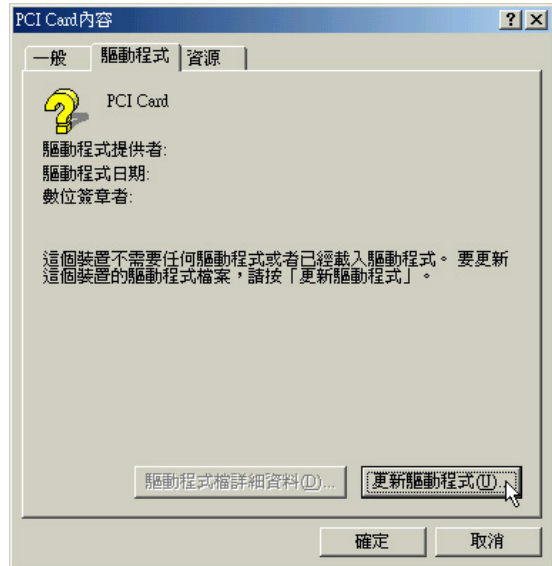 PCI Card內容
一般 驅動程式 資源
PCI Card
驅動程式提供者:
驅動程式日期:
數位簽章者:
這個裝置不需要任何驅動程式或者已經載入驅動程式。 要更新
這個裝置的驅動程式檔案，請按「更新驅動程式」。
驅動程式檔詳細資料(D)... 更新驅動程式(U)...
確定 取消